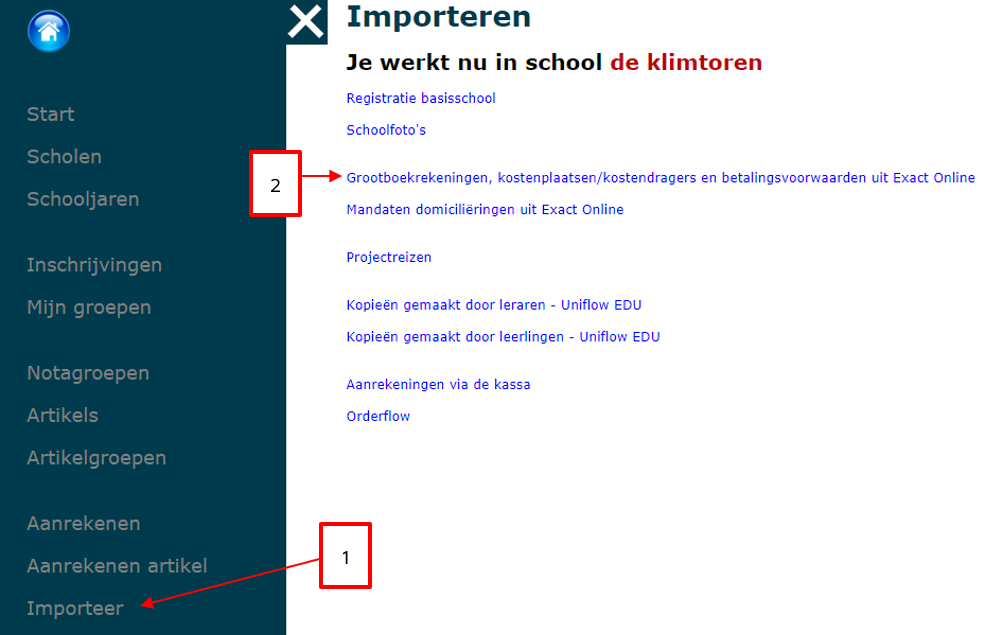 Start
Scholen
Schooljaren
Inschrijvingen
Mijn groepen
Notagroepen
Artikels
Artikelgroepen
Aanrekenen
Aanrekenen artikel
Importeer
1
Importeren
Je werkt nu in school de klimtoren
Registratie basisschool
Schoolfoto's
2
Grootboekrekeningen, kostenplaatsen/kostendragers en betalingsvoorwaarden uit Exact Online
Mandaten domiciliëringen uit Exact Online
Projectreizen
Kopieën gemaakt door leraren - Uniflow EDU
Kopieën gemaakt door leerlingen - Uniflow EDU
Aanrekeningen via de kassa
Orderflow